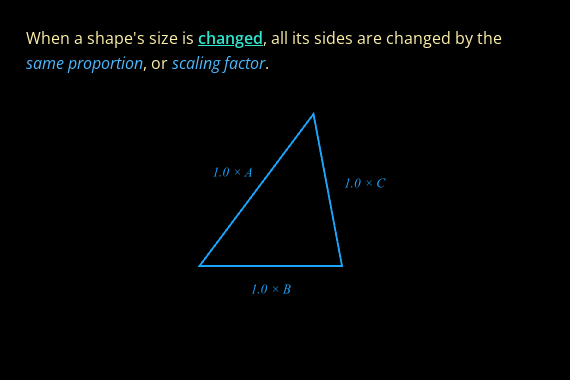 When a shape's size is changed, all its sides are changed by the
same proportion, or scaling factor.
1.0 × A
1.0 × C
1.0 × B